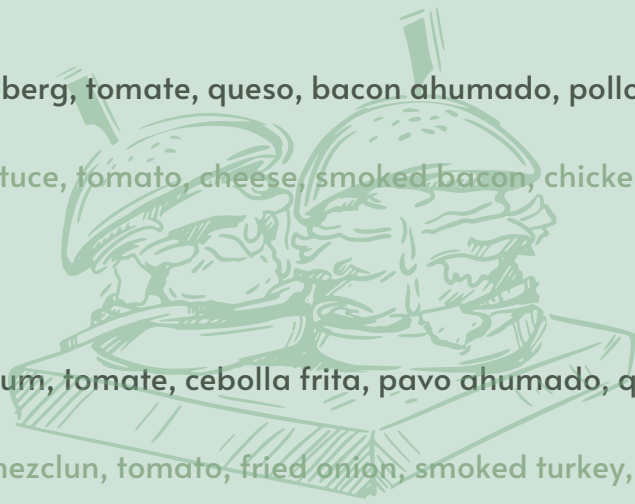 berg, tomate, queso, bacon ahumado, pollo
tuce, tomato, cheese, smoked bacon, chicke
um, tomate, cebolla frita, pavo ahumado, q
mezclun, tomato, fried onion, smoked turkey,